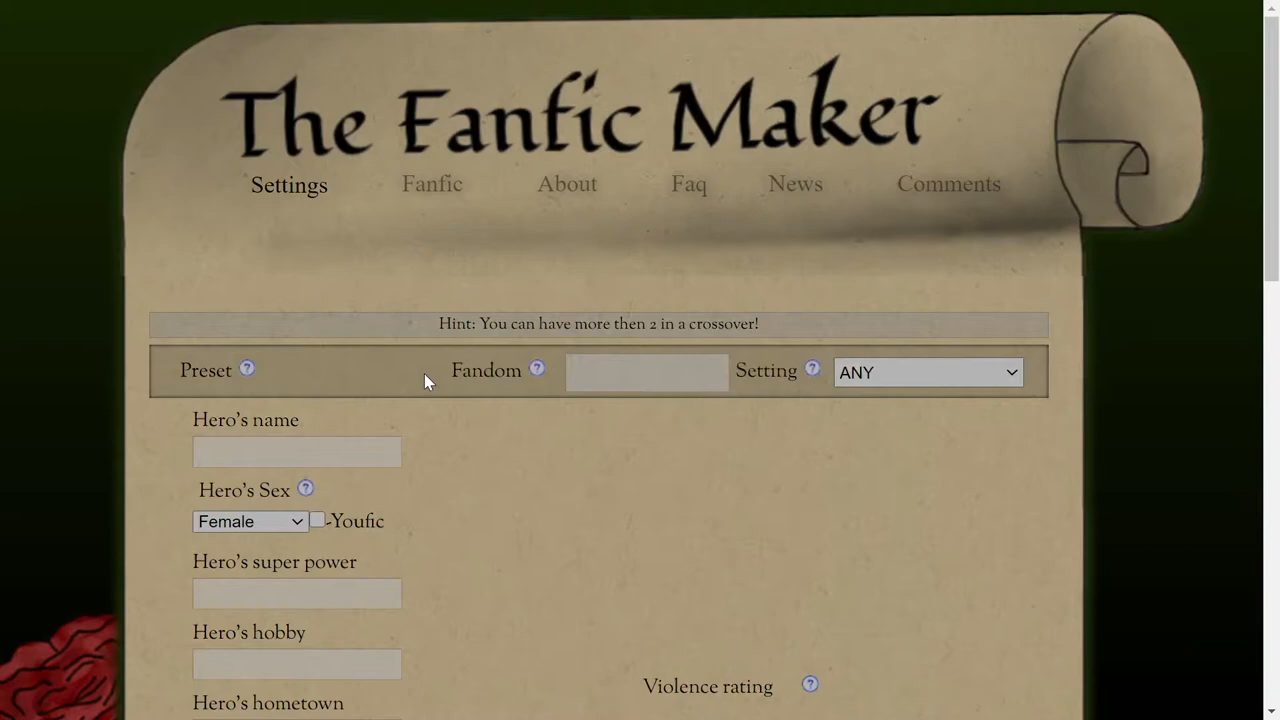 The Fanfic Maker
Settings Fanfic About Faq News Comments
Hint: You can have more then 2 in a crossover!
Preset ? Fandom ? Setting ? ANY
Hero's name
Hero's Sex ?
Female -Youfic
Hero's super power
Hero's hobby
Violence rating ?
Hero's hometown